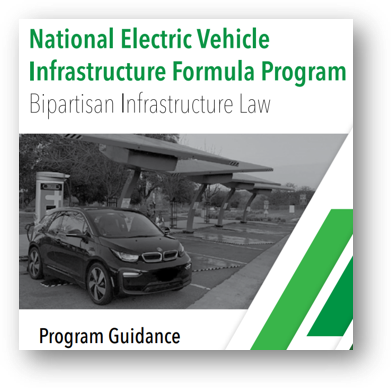 National Electric Vehicle
Infrastructure Formula Program
Bipartisan Infrastructure Law
Program Guidance